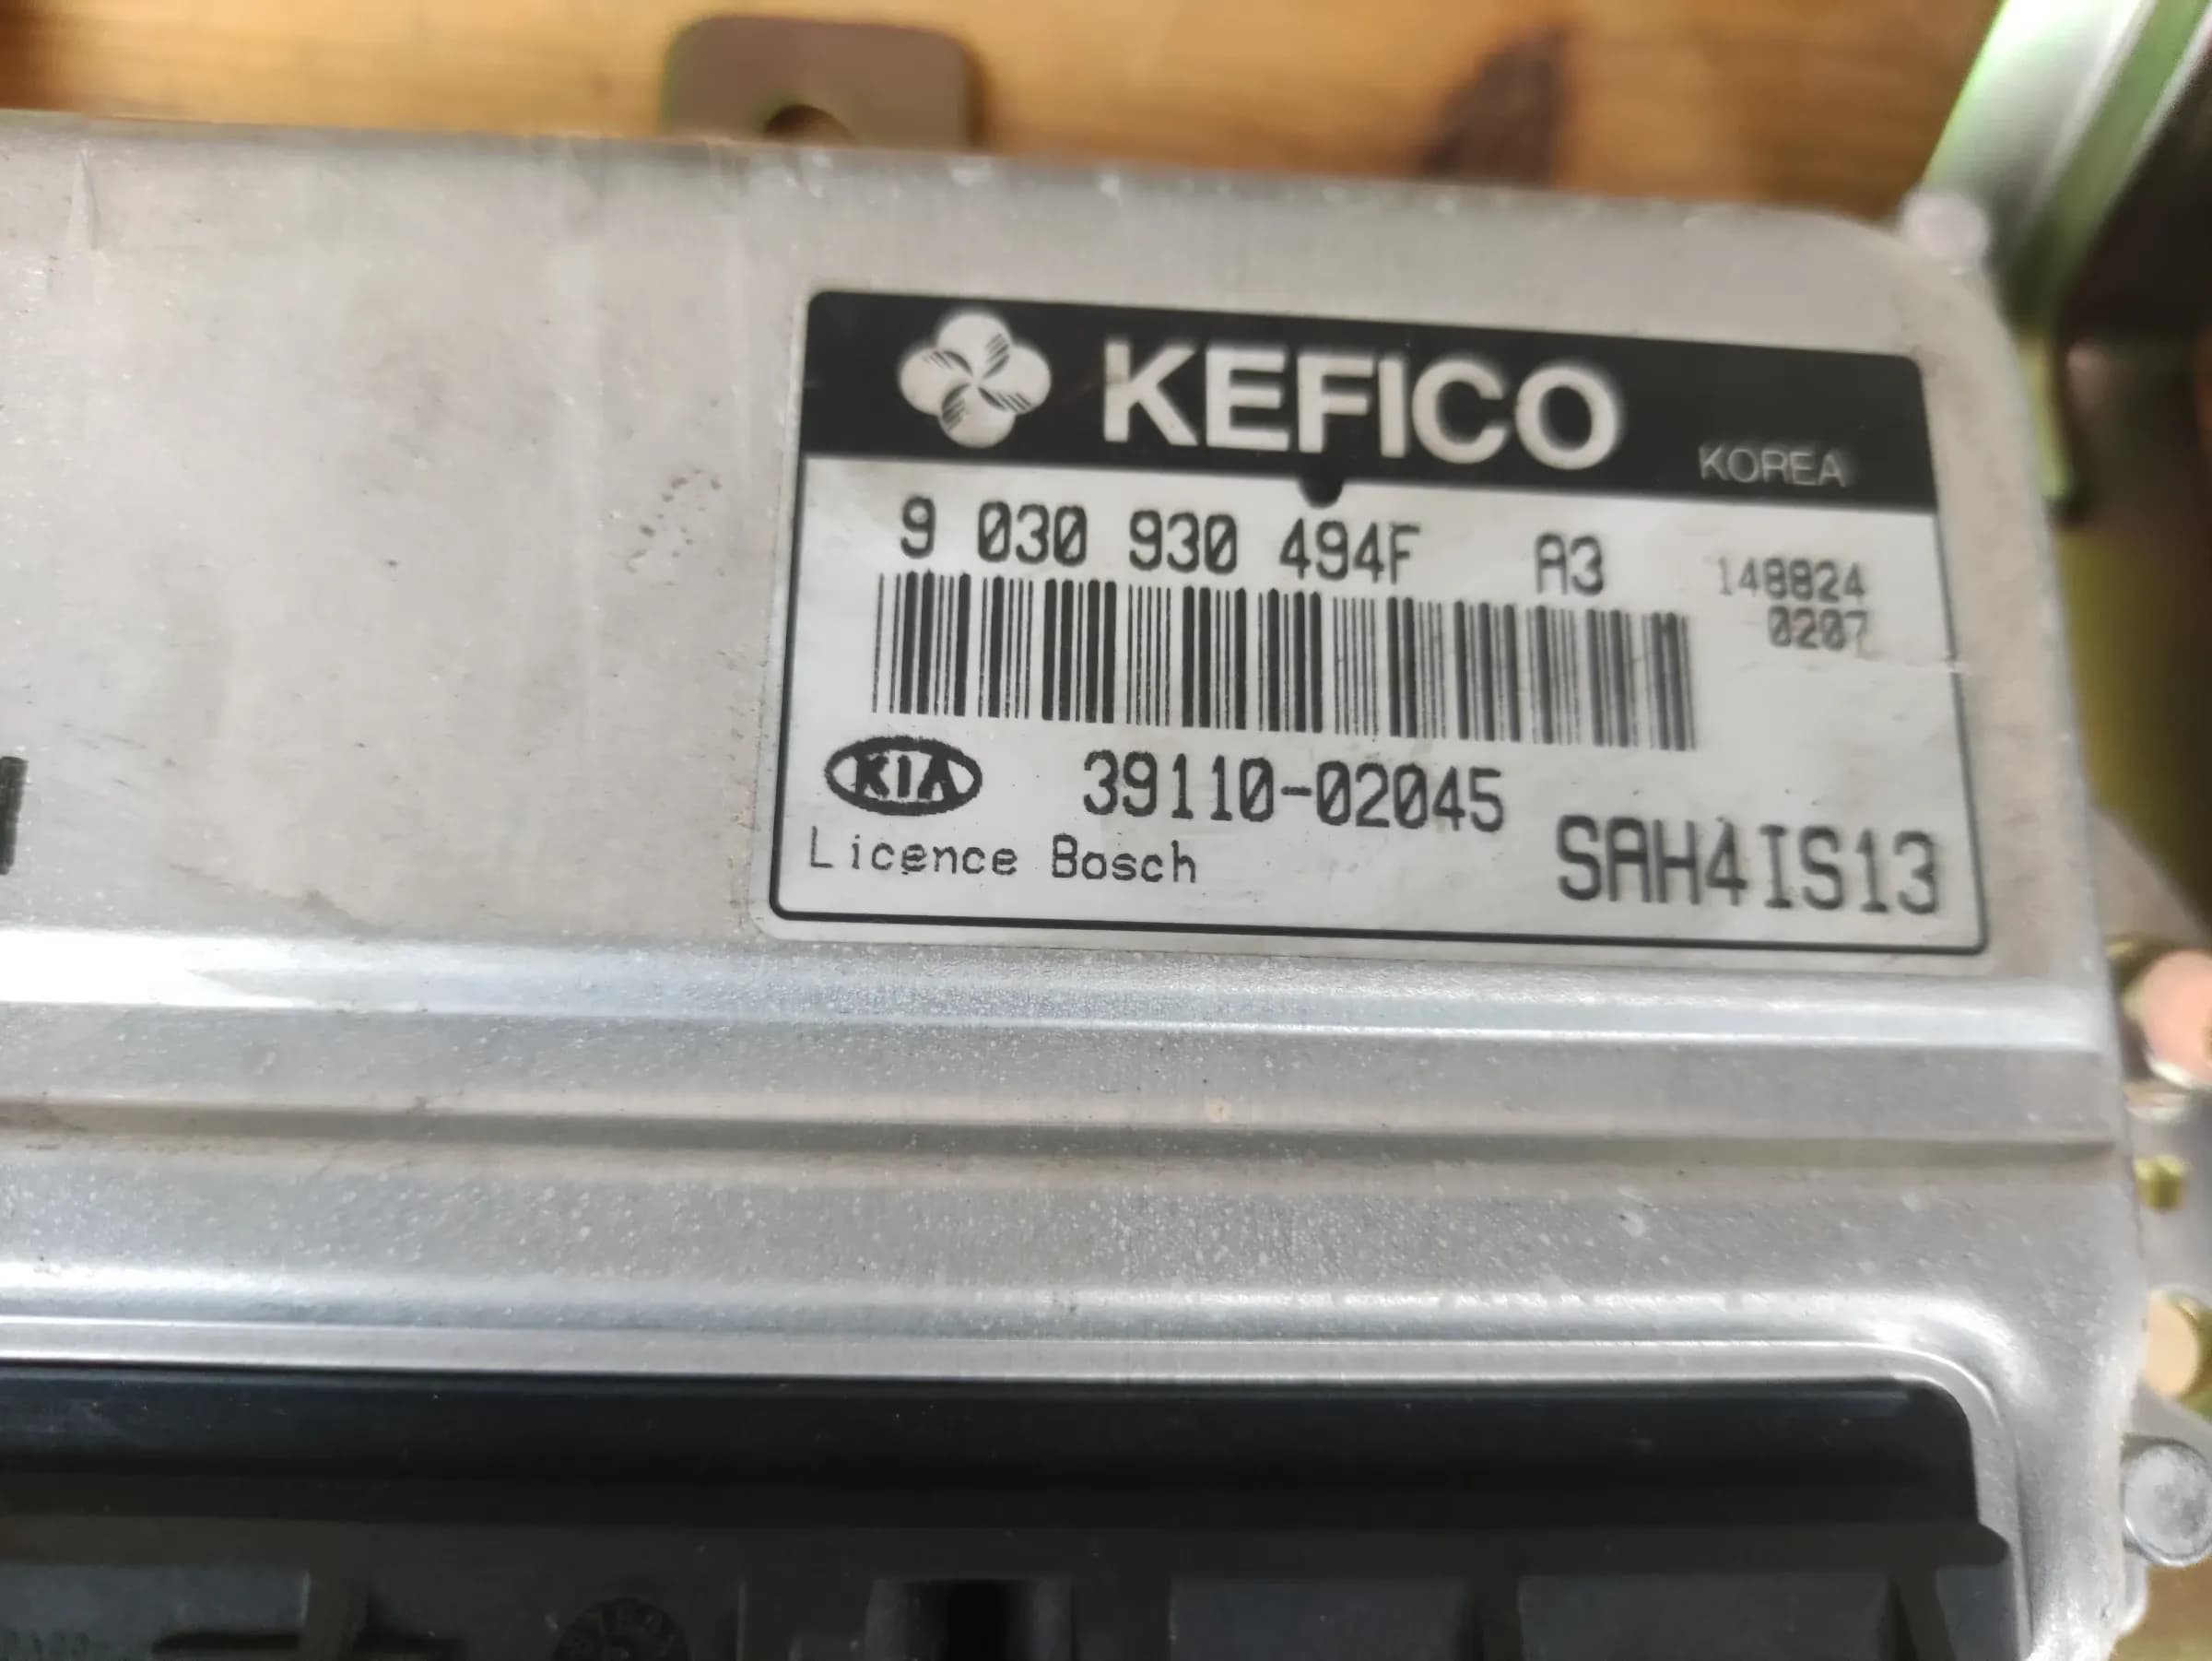 KEFICO KOREA
9 030 930 494F A3 148824
0207
KIA 39110-02045
Licence Bosch SAH4IS13